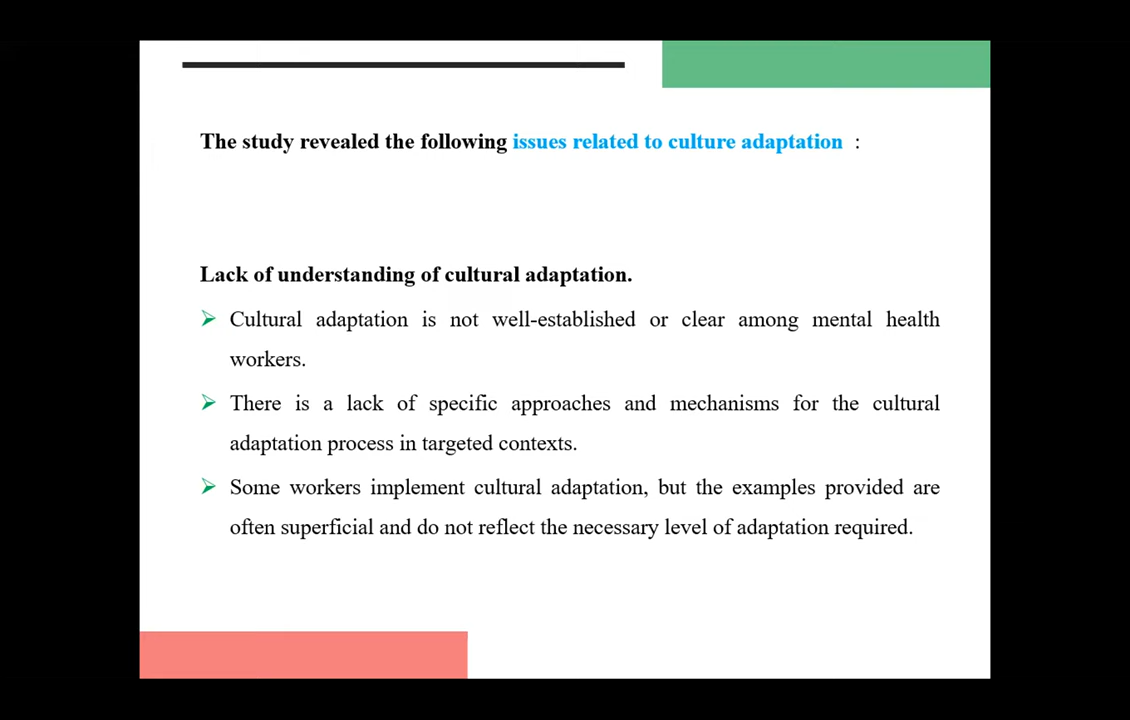 The study revealed the following issues related to culture adaptation :
Lack of understanding of cultural adaptation.
Cultural adaptation is not well-established or clear among mental health
workers.
There is a lack of specific approaches and mechanisms for the cultural
adaptation process in targeted contexts.
Some workers implement cultural adaptation, but the examples provided are
often superficial and do not reflect the necessary level of adaptation required.